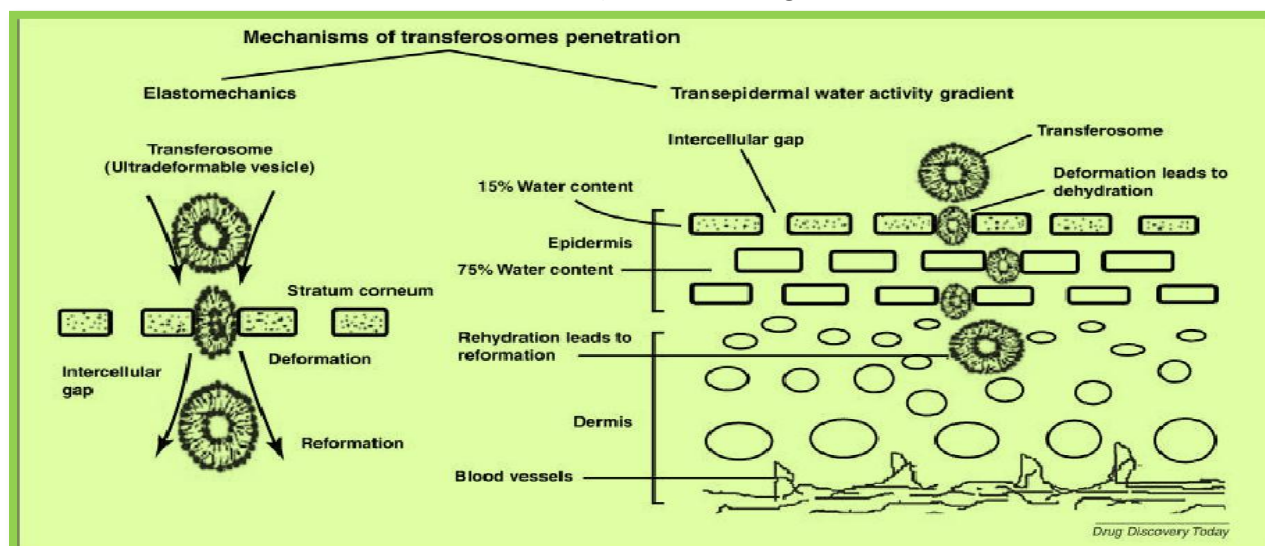 Mechanisms of transferosomes penetration
Elastomechanics
Transepidermal water activity gradient
Transferosome
(Ultradeformable vesicle)
Stratum corneum
Deformation
Intercellular
gap
Reformation
Intercellular gap
Transferosome
15% Water content
Deformation leads to
dehydration
Epidermis
75% Water content
Rehydration leads to
reformation
Dermis
Blood vessels
Drug Discovery Today